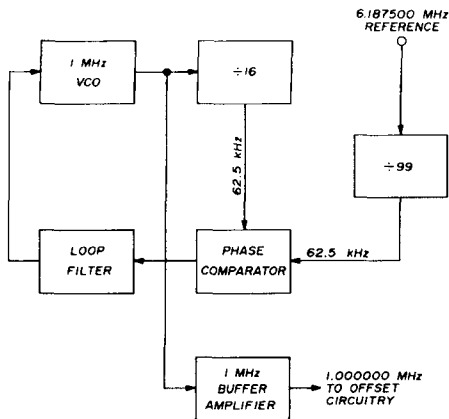 6.187500 MHz
REFERENCE
1 MHz
VCO
÷16
÷99
62.5 kHz
LOOP
FILTER
PHASE
COMPARATOR
62.5 kHz
1 MHz
BUFFER
AMPLIFIER
1.000000 MHz
TO OFFSET
CIRCUITRY